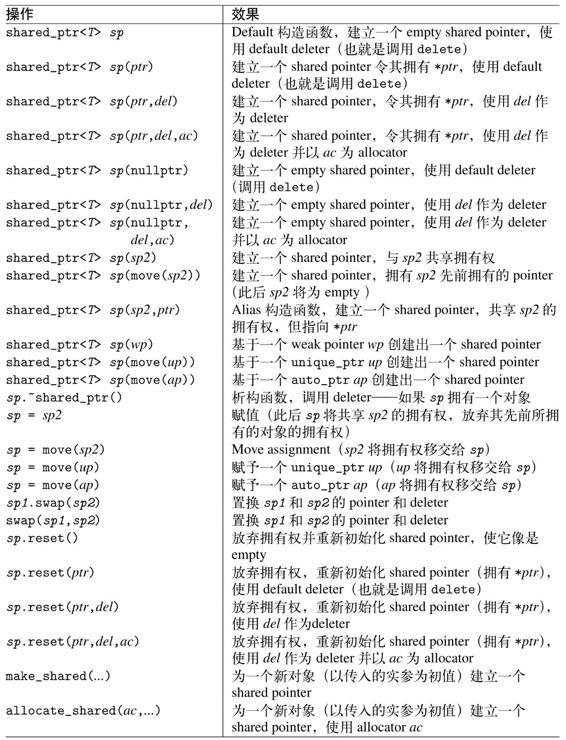 操作 效果
shared_ptr<T> sp Default 构造函数，建立一个 empty shared pointer，使
用 default deleter（也就是调用 delete）
shared_ptr<T> sp(ptr) 建立一个 shared pointer 令其拥有 *ptr，使用 default
deleter（也就是调用 delete）
shared_ptr<T> sp(ptr,del) 建立一个 shared pointer，令其拥有 *ptr，使用 del 作
为 deleter
shared_ptr<T> sp(ptr,del,ac) 建立一个 shared pointer，令其拥有 *ptr，使用 del 作
为 deleter 并以 ac 为 allocator
shared_ptr<T> sp(nullptr) 建立一个 empty shared pointer，使用 default deleter
（调用 delete）
shared_ptr<T> sp(nullptr,del) 建立一个 empty shared pointer，使用 del 作为 deleter
shared_ptr<T> sp(nullptr, 建立一个 empty shared pointer，使用 del 作为 deleter
del,ac) 并以 ac 为 allocator
shared_ptr<T> sp(sp2) 建立一个 shared pointer，与 sp2 共享拥有权
shared_ptr<T> sp(move(sp2)) 建立一个 shared pointer，拥有 sp2 先前拥有的 pointer
（此后 sp2 将为 empty ）
shared_ptr<T> sp(sp2,ptr) Alias 构造函数，建立一个 shared pointer，共享 sp2 的
拥有权，但指向 *ptr
shared_ptr<T> sp(wp) 基于一个 weak pointer wp 创建出一个 shared pointer
shared_ptr<T> sp(move(up)) 基于一个 unique_ptr up 创建出一个 shared pointer
shared_ptr<T> sp(move(ap)) 基于一个 auto_ptr ap 创建出一个 shared pointer
sp.~shared_ptr() 析构函数，调用 deleter——如果 sp 拥有一个对象
sp = sp2 赋值（此后 sp 将共享 sp2 的拥有权，放弃其先前所拥
有的对象的拥有权）
sp = move(sp2) Move assignment（sp2 将拥有权移交给 sp）
sp = move(up) 赋予一个 unique_ptr up（up 将拥有权移交给 sp）
sp = move(ap) 赋予一个 auto_ptr ap（ap 将拥有权移交给 sp）
sp1.swap(sp2) 置换 sp1 和 sp2 的 pointer 和 deleter
swap(sp1,sp2) 置换 sp1 和 sp2 的 pointer 和 deleter
sp.reset() 放弃拥有权并重新初始化 shared pointer，使它像是
empty
sp.reset(ptr) 放弃拥有权，重新初始化 shared pointer（拥有 *ptr），
使用 default deleter（也就是调用 delete）
sp.reset(ptr,del) 放弃拥有权，重新初始化 shared pointer（拥有 *ptr），
使用 del 作为deleter
sp.reset(ptr,del,ac) 放弃拥有权，重新初始化 shared pointer（拥有 *ptr），
使用 del 作为 deleter 并以 ac 为 allocator
make_shared(...) 为一个新对象（以传入的实参为初值）建立一个
shared pointer
allocate_shared(ac,...) 为一个新对象（以传入的实参为初值）建立一个
shared pointer，使用 allocator ac